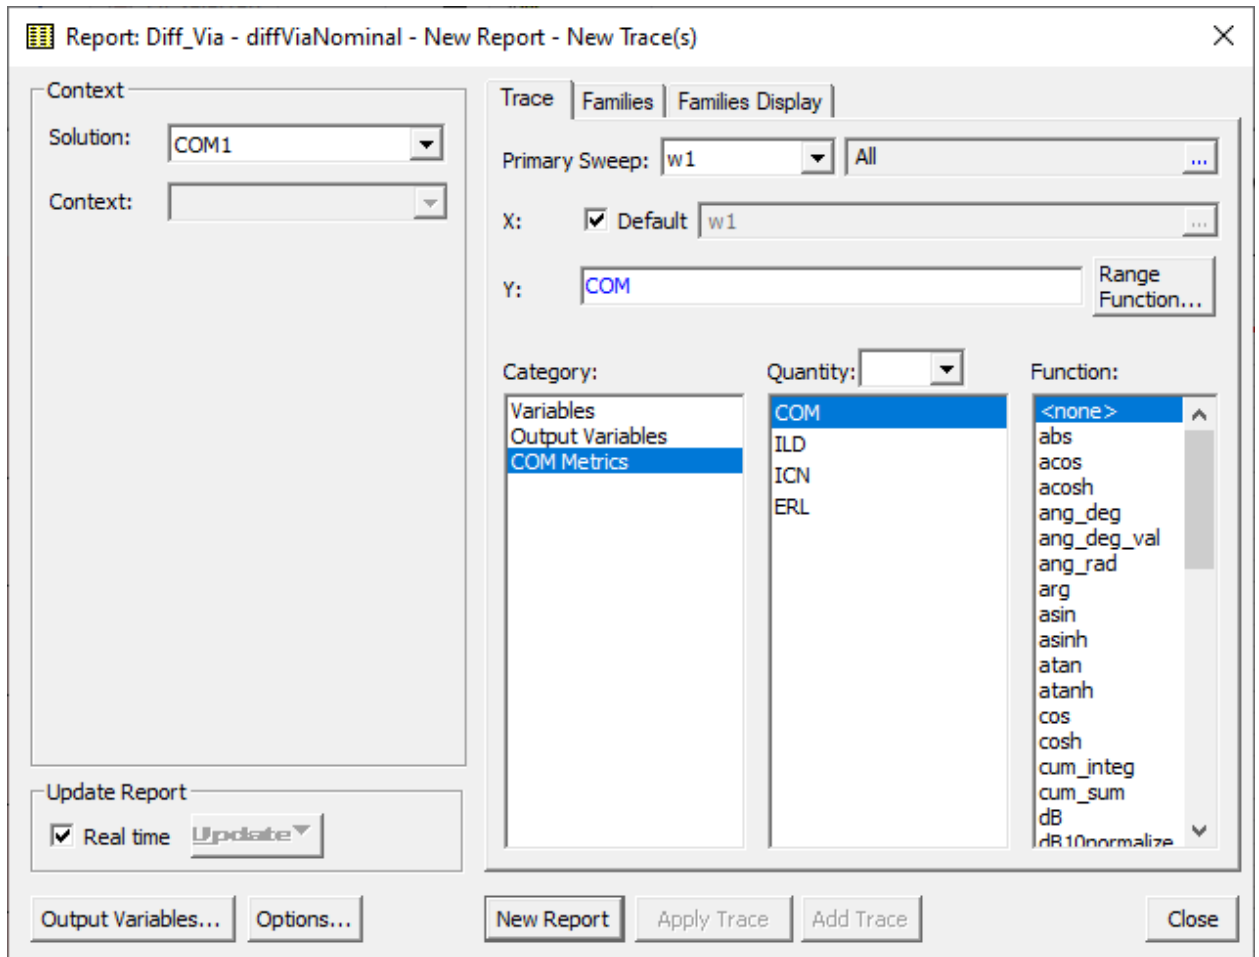 Report: Diff_Via - diffViaNominal - New Report - New Trace(s)
Context
Solution:
COM1
Context:
Update Report
Real time
Update
Output Variables...
Options...
Trace
Families
Families Display
Primary Sweep:
w1
All
...
X:
Default
w1
...
Y:
COM
Range
Function...
Category:
Variables
Output Variables
COM Metrics
Quantity:
COM
ILD
ICN
ERL
Function:
<none>
abs
acos
acosh
ang_deg
ang_deg_val
ang_rad
arg
asin
asinh
atan
atanh
cos
cosh
cum_integ
cum_sum
dB
dB10normalize
New Report
Apply Trace
Add Trace
Close